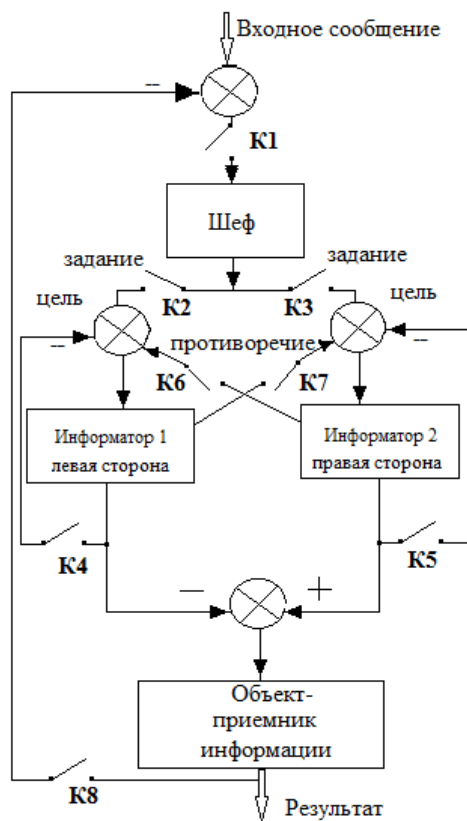 Входное сообщение
–
К1
Шеф
задание
задание
цель
К2
К3
цель
–
противоречие
–
К6
К7
Информатор 1
левая сторона
Информатор 2
правая сторона
К4
К5
– +
Объект-
приемник
информации
К8
Результат